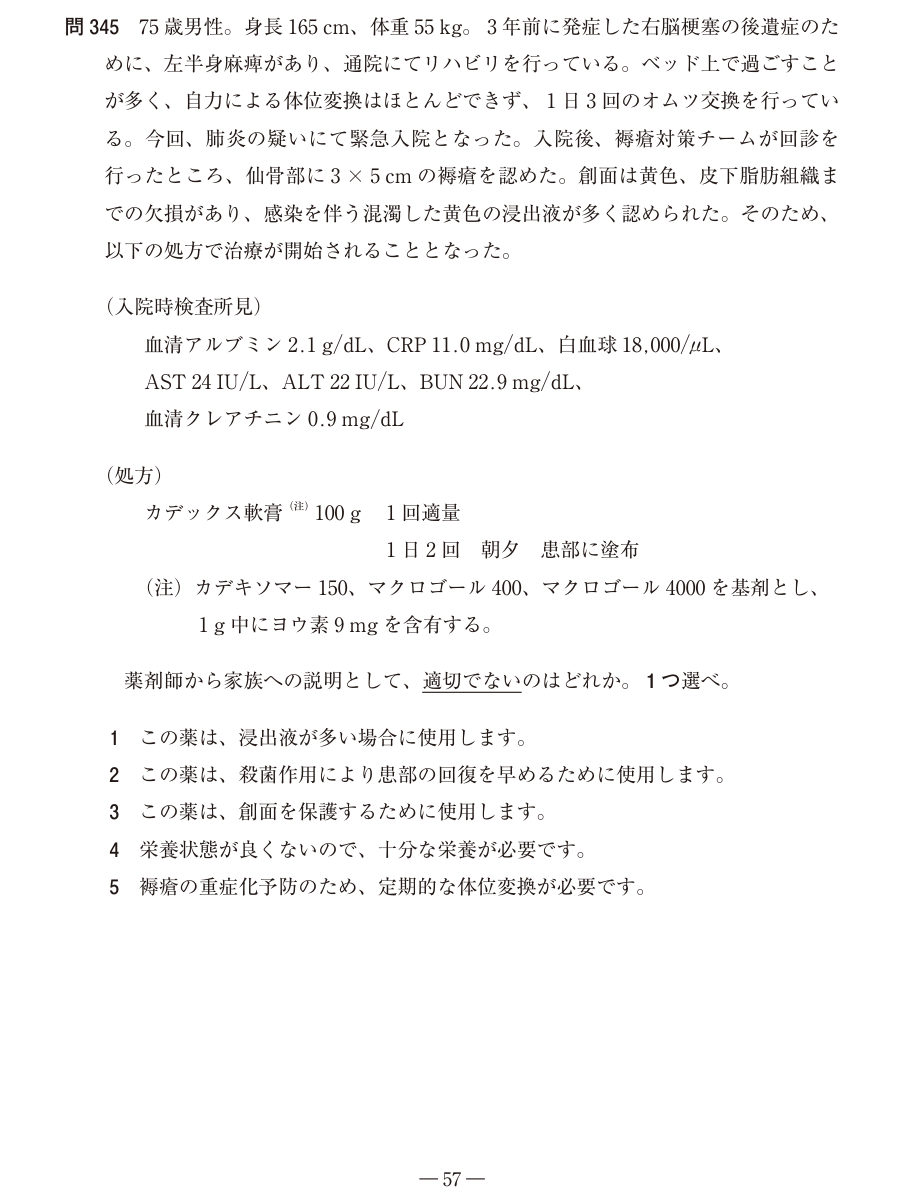 問 345 75 歳男性。身長 165 cm、体重 55 kg。3 年前に発症した右脳梗塞の後遺症のた
めに、左半身麻痺があり、通院にてリハビリを行っている。ベッド上で過ごすこと
が多く、自力による体位変換はほとんどできず、1 日 3 回のオムツ交換を行ってい
る。今回、肺炎の疑いにて緊急入院となった。入院後、褥瘡対策チームが回診を
行ったところ、仙骨部に 3 × 5 cm の褥瘡を認めた。創面は黄色、皮下脂肪組織ま
での欠損があり、感染を伴う混濁した黄色の浸出液が多く認められた。そのため、
以下の処方で治療が開始されることとなった。
（入院時検査所見）
血清アルブミン 2.1 g/dL、CRP 11.0 mg/dL、白血球 18,000/μL、
AST 24 IU/L、ALT 22 IU/L、BUN 22.9 mg/dL、
血清クレアチニン 0.9 mg/dL
（処方）
カデックス軟膏（注）100 g 1 回適量
1 日 2 回 朝夕 患部に塗布
（注）カデキソマー 150、マクロゴール 400、マクロゴール 4000 を基剤とし、
1 g 中にヨウ素 9 mg を含有する。
薬剤師から家族への説明として、適切でないのはどれか。1つ選べ。
1 この薬は、浸出液が多い場合に使用します。
2 この薬は、殺菌作用により患部の回復を早めるために使用します。
3 この薬は、創面を保護するために使用します。
4 栄養状態が良くないので、十分な栄養が必要です。
5 褥瘡の重症化予防のため、定期的な体位変換が必要です。
— 57 —